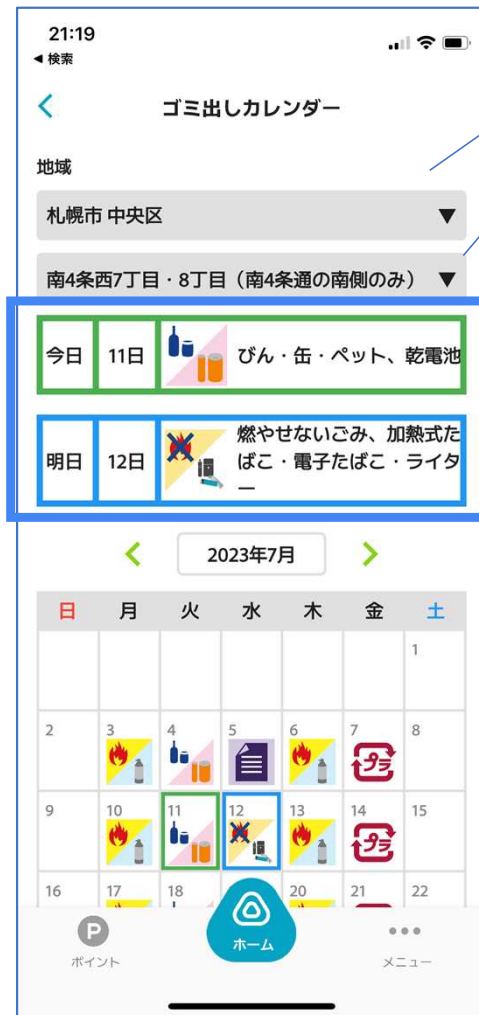 21:19
◀ 検索
ゴミ出しカレンダー
地域
札幌市 中央区 ▼
南4条西7丁目・8丁目（南4条通の南側のみ） ▼
今日 11日 びん・缶・ペット、乾電池
明日 12日 燃やせないごみ、加熱式た
ばこ・電子たばこ・ライタ
ー
2023年7月
日 月 火 水 木 金 土
1
2 3 4 5 6 7 8
プラ
9 10 11 12 13 14 15
プラ
16 17 18 20 21 22
P
ポイント ホーム メニュー